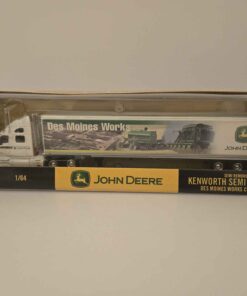 Des Moines Works
JOHN DEERE
1/64
JOHN DEERE
KENWORTH SEMI
DES MOINES WORKS